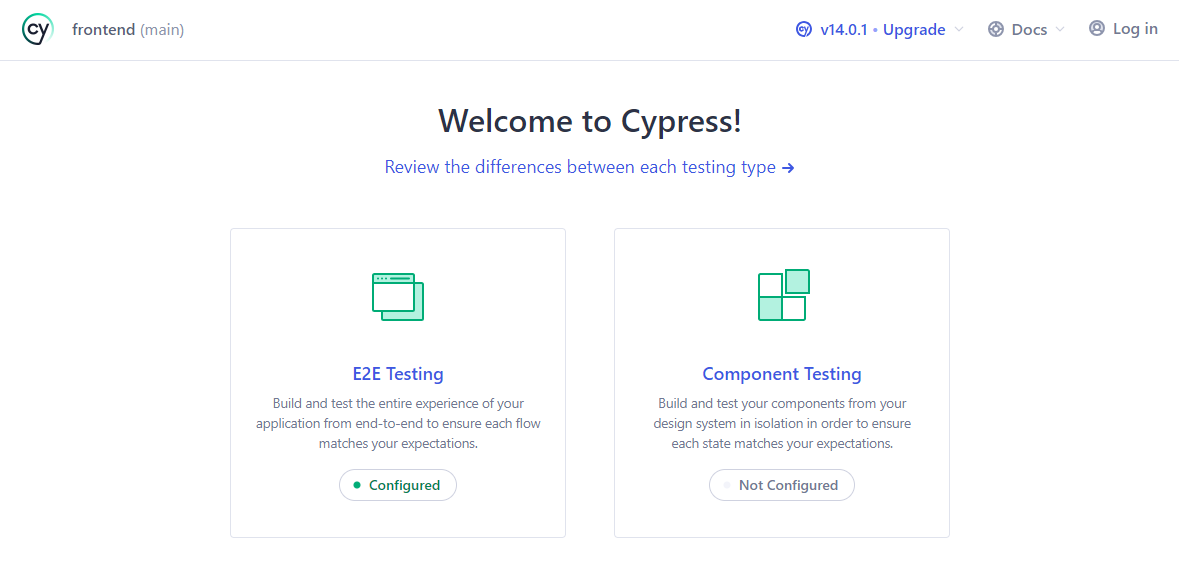 cy frontend (main) v14.0.1 • Upgrade Docs Log in
Welcome to Cypress!
Review the differences between each testing type →
E2E Testing
Build and test the entire experience of your
application from end-to-end to ensure each flow
matches your expectations.
Configured
Component Testing
Build and test your components from your
design system in isolation in order to ensure
each state matches your expectations.
Not Configured